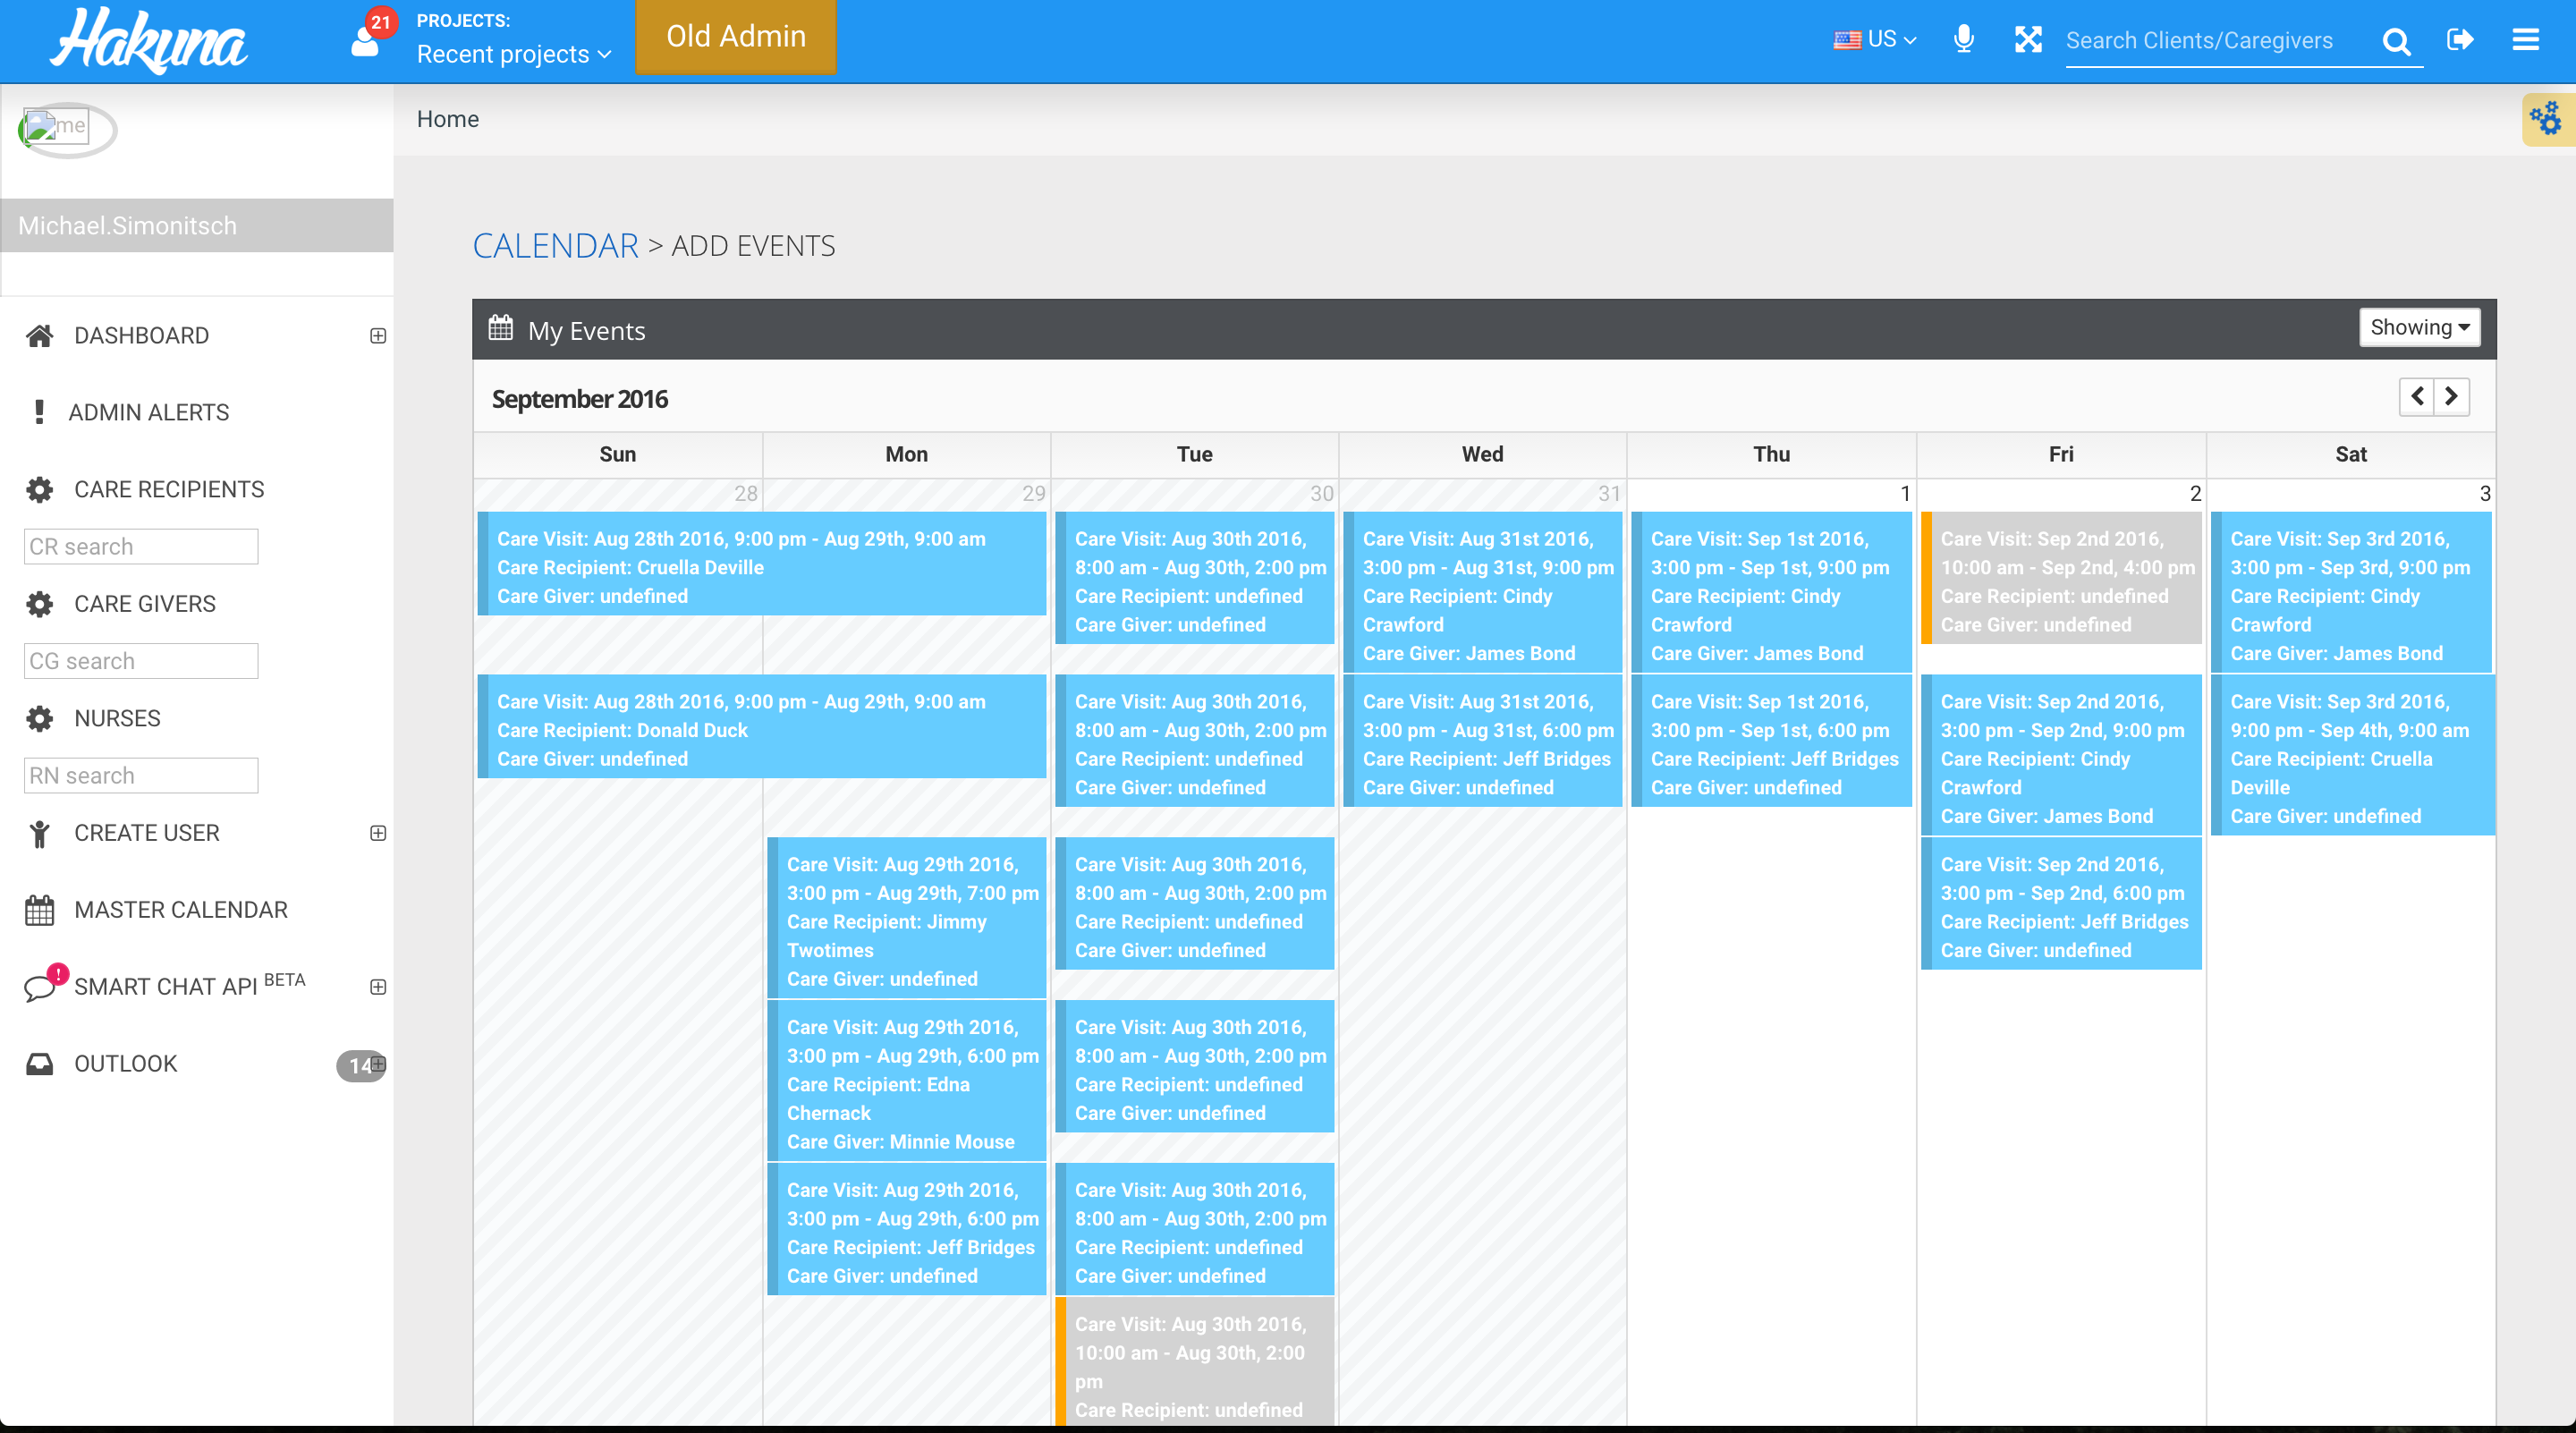 Hakuna
21
PROJECTS:
Recent projects
Old Admin
US
Search Clients/Caregivers
me
Michael.Simonitsch
DASHBOARD
ADMIN ALERTS
CARE RECIPIENTS
CR search
CARE GIVERS
CG search
NURSES
RN search
CREATE USER
MASTER CALENDAR
!
SMART CHAT API BETA
OUTLOOK
14
Home
CALENDAR > ADD EVENTS
My Events
Showing
September 2016
Sun
Mon
Tue
Wed
Thu
Fri
Sat
28
29
30
31
1
2
3
Care Visit: Aug 28th 2016, 9:00 pm - Aug 29th, 9:00 am
Care Recipient: Cruella Deville
Care Giver: undefined
Care Visit: Aug 28th 2016, 9:00 pm - Aug 29th, 9:00 am
Care Recipient: Donald Duck
Care Giver: undefined
Care Visit: Aug 29th 2016,
3:00 pm - Aug 29th, 7:00 pm
Care Recipient: Jimmy
Twotimes
Care Giver: undefined
Care Visit: Aug 29th 2016,
3:00 pm - Aug 29th, 6:00 pm
Care Recipient: Edna
Chernack
Care Giver: Minnie Mouse
Care Visit: Aug 29th 2016,
3:00 pm - Aug 29th, 6:00 pm
Care Recipient: Jeff Bridges
Care Giver: undefined
Care Visit: Aug 30th 2016,
8:00 am - Aug 30th, 2:00 pm
Care Recipient: undefined
Care Giver: undefined
Care Visit: Aug 30th 2016,
8:00 am - Aug 30th, 2:00 pm
Care Recipient: undefined
Care Giver: undefined
Care Visit: Aug 30th 2016,
8:00 am - Aug 30th, 2:00 pm
Care Recipient: undefined
Care Giver: undefined
Care Visit: Aug 30th 2016,
8:00 am - Aug 30th, 2:00 pm
Care Recipient: undefined
Care Giver: undefined
Care Visit: Aug 30th 2016,
8:00 am - Aug 30th, 2:00 pm
Care Recipient: undefined
Care Giver: undefined
Care Visit: Aug 30th 2016,
10:00 am - Aug 30th, 2:00
pm
Care Recipient: undefined
Care Visit: Aug 31st 2016,
3:00 pm - Aug 31st, 9:00 pm
Care Recipient: Cindy
Crawford
Care Giver: James Bond
Care Visit: Aug 31st 2016,
3:00 pm - Aug 31st, 6:00 pm
Care Recipient: Jeff Bridges
Care Giver: undefined
Care Visit: Sep 1st 2016,
3:00 pm - Sep 1st, 9:00 pm
Care Recipient: Cindy
Crawford
Care Giver: James Bond
Care Visit: Sep 1st 2016,
3:00 pm - Sep 1st, 6:00 pm
Care Recipient: Jeff Bridges
Care Giver: undefined
Care Visit: Sep 2nd 2016,
10:00 am - Sep 2nd, 4:00 pm
Care Recipient: undefined
Care Giver: undefined
Care Visit: Sep 2nd 2016,
3:00 pm - Sep 2nd, 9:00 pm
Care Recipient: Cindy
Crawford
Care Giver: James Bond
Care Visit: Sep 2nd 2016,
3:00 pm - Sep 2nd, 6:00 pm
Care Recipient: Jeff Bridges
Care Giver: undefined
Care Visit: Sep 3rd 2016,
3:00 pm - Sep 3rd, 9:00 pm
Care Recipient: Cindy
Crawford
Care Giver: James Bond
Care Visit: Sep 3rd 2016,
9:00 pm - Sep 4th, 9:00 am
Care Recipient: Cruella
Deville
Care Giver: undefined